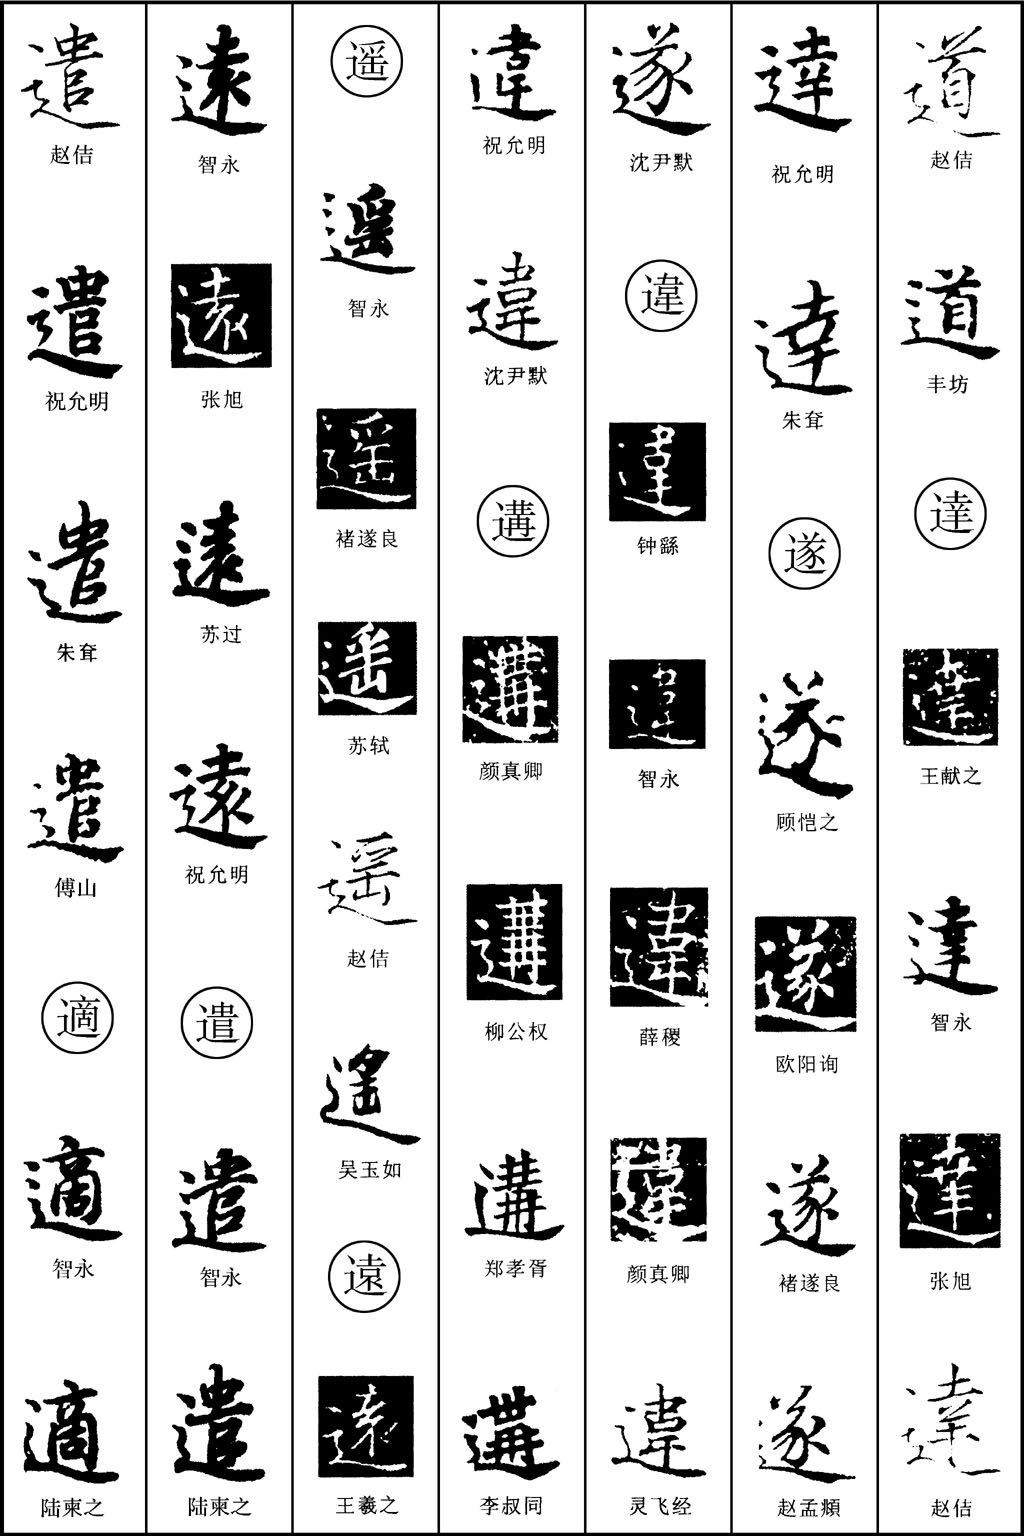 道
赵佶
道
丰坊
達
達
王献之
達
智永
達
张旭
達
赵佶
達
祝允明
達
朱耷
遂
遂
顾恺之
遂
欧阳询
遂
褚遂良
遂
赵孟頫
遂
沈尹默
違
違
钟繇
違
智永
違
薛稷
違
颜真卿
違
灵飞经
違
祝允明
違
沈尹默
遘
遘
颜真卿
遘
柳公权
遘
郑孝胥
遘
李叔同
遥
遥
智永
遥
褚遂良
遥
苏轼
遥
赵佶
遥
吴玉如
遠
遠
王羲之
遠
智永
遠
张旭
遠
苏过
遠
祝允明
遣
遣
智永
遣
陆柬之
遣
赵佶
遣
祝允明
遣
朱耷
遣
傅山
適
適
智永
適
陆柬之